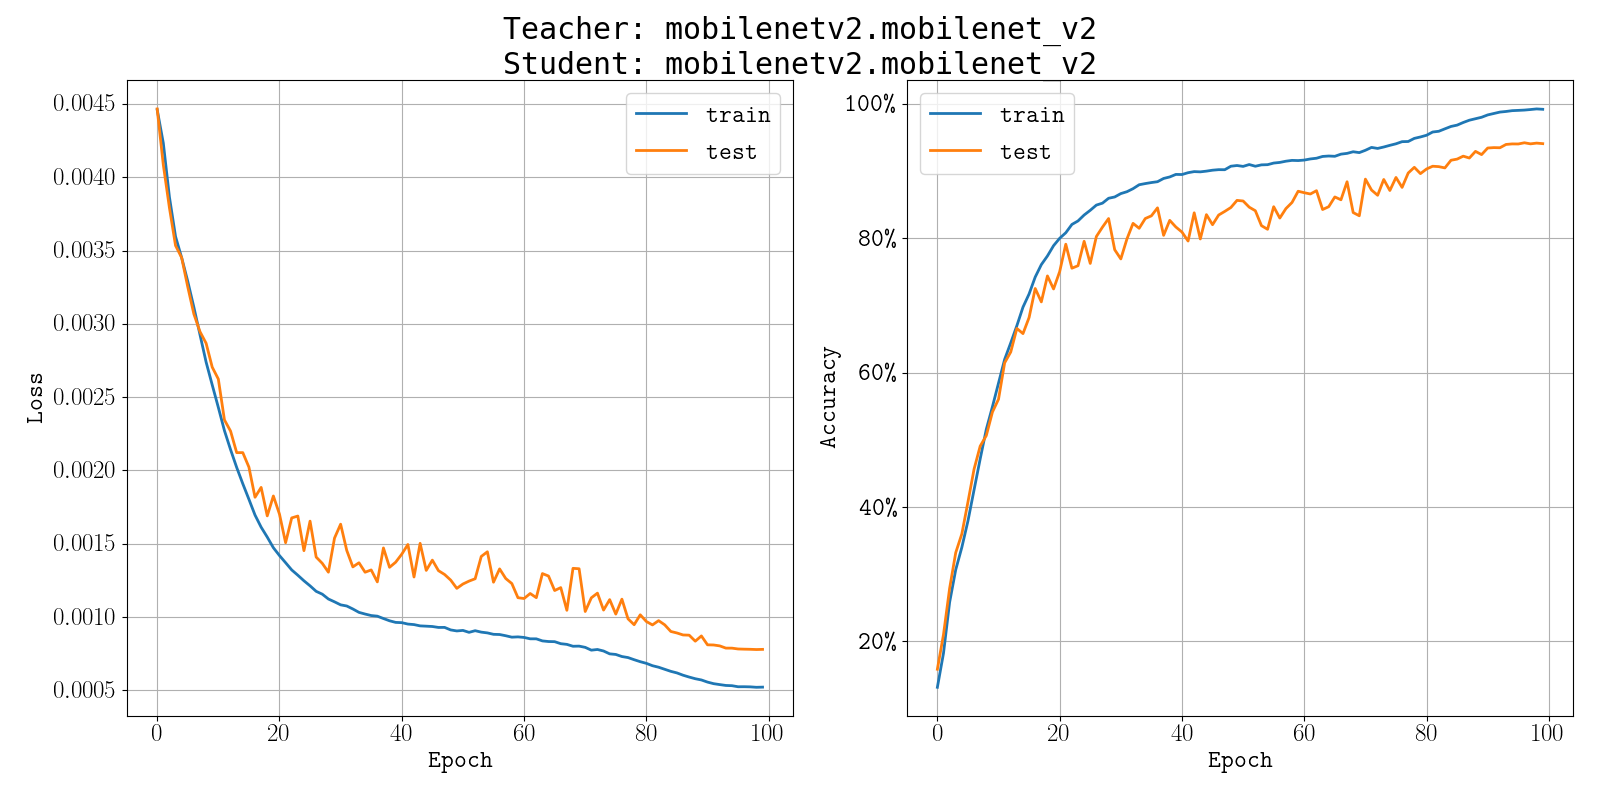 Teacher: mobilenetv2.mobilenet_v2
Student: mobilenetv2.mobilenet_v2
0.0045
0.0040
0.0035
0.0030
0.0025
0.0020
0.0015
0.0010
0.0005
Loss
train
test
0
20
40
60
80
100
Epoch
100%
80%
60%
40%
20%
Accuracy
train
test
0
20
40
60
80
100
Epoch